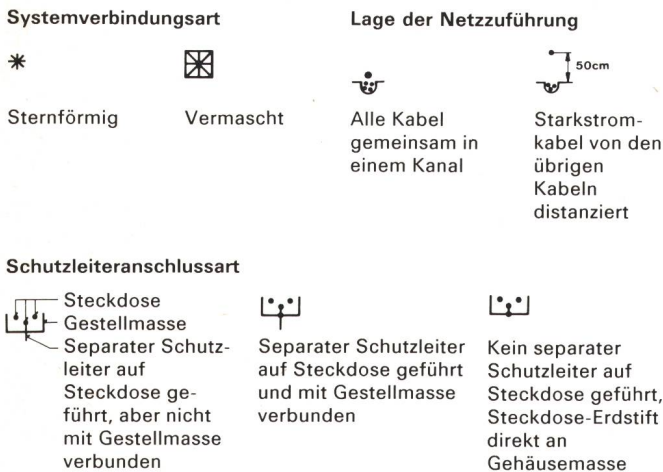 Systemverbindungsart
Sternförmig
Vermascht
Lage der Netzzuführung
50cm
Alle Kabel
gemeinsam in
einem Kanal
Starkstrom-
kabel von den
übrigen
Kabeln
distanziert
Schutzleiteranschlussart
Steckdose
Gestellmasse
Separater Schutz-
leiter auf
Steckdose ge-
führt, aber nicht
mit Gestellmasse
verbunden
Separater Schutzleiter
auf Steckdose geführt
und mit Gestellmasse
verbunden
Kein separater
Schutzleiter auf
Steckdose geführt,
Steckdose-Erdstift
direkt an
Gehäusemasse